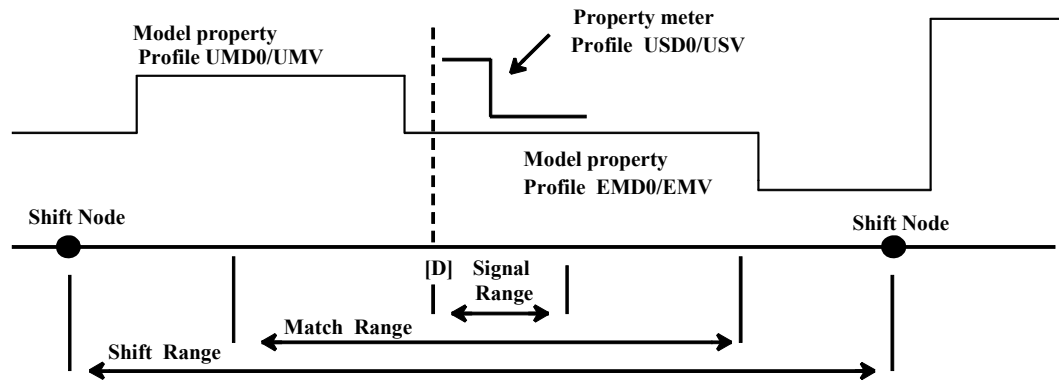 Property meter
Profile USD0/USV
Model property
Profile UMD0/UMV
Model property
Profile EMD0/EMV
Shift Node
Shift Node
[D] Signal
Range
Match Range
Shift Range